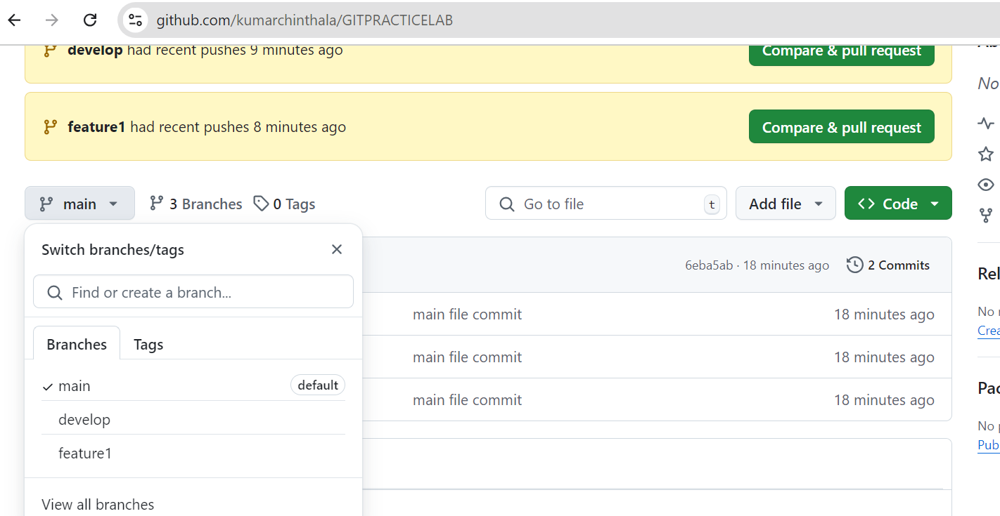 github.com/kumarchinthala/GITPRACTICELAB
develop had recent pushes 9 minutes ago
Compare & pull request
No
feature1 had recent pushes 8 minutes ago
Compare & pull request
main
3 Branches
0 Tags
Go to file
t
Add file
Code
Switch branches/tags
Find or create a branch...
Branches
Tags
main
default
develop
feature1
View all branches
6eba5ab · 18 minutes ago
2 Commits
main file commit
18 minutes ago
main file commit
18 minutes ago
main file commit
18 minutes ago
Rel
No
Crea
Pac
No
Pub